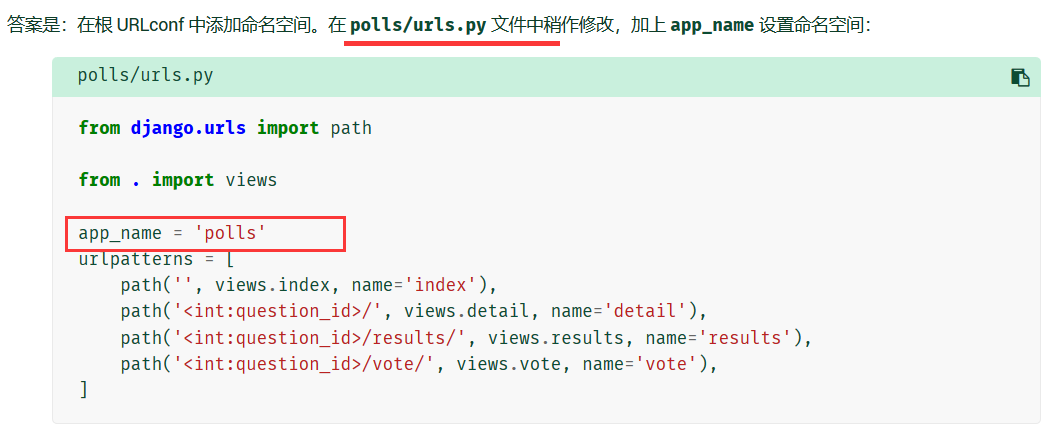 答案是：在根 URLconf 中添加命名空间。在 polls/urls.py 文件中稍作修改，加上 app_name 设置命名空间：
polls/urls.py
from django.urls import path
from . import views
app_name = 'polls'
urlpatterns = [
    path('', views.index, name='index'),
    path('<int:question_id>/', views.detail, name='detail'),
    path('<int:question_id>/results/', views.results, name='results'),
    path('<int:question_id>/vote/', views.vote, name='vote'),
]